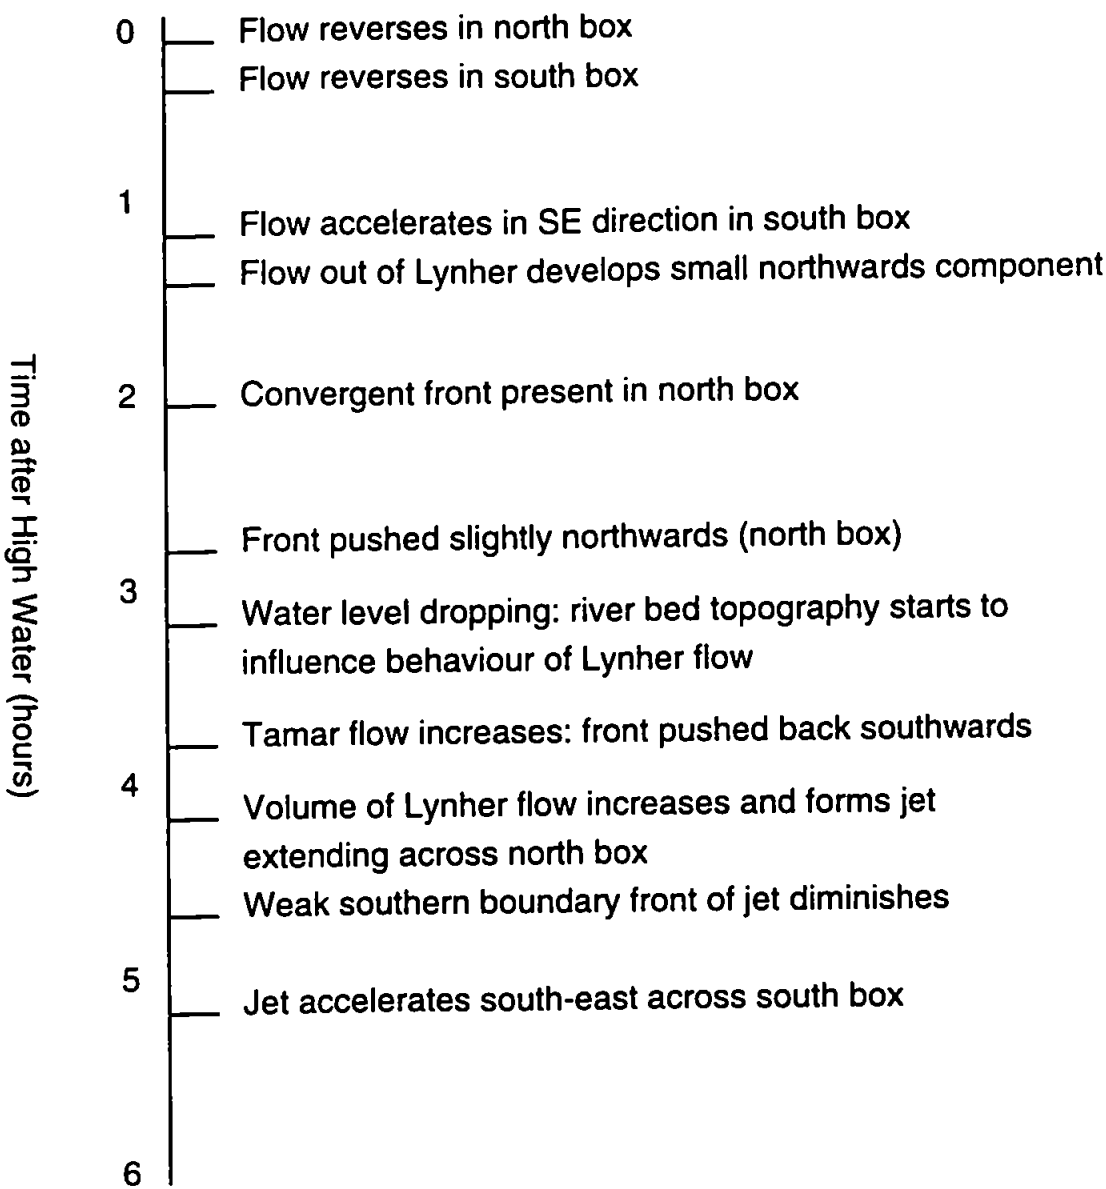 0 Flow reverses in north box
Flow reverses in south box
1
Flow accelerates in SE direction in south box
Flow out of Lynher develops small northwards component
2 Convergent front present in north box
Front pushed slightly northwards (north box)
3
Water level dropping: river bed topography starts to
influence behaviour of Lynher flow
Tamar flow increases: front pushed back southwards
4
Volume of Lynher flow increases and forms jet
extending across north box
Weak southern boundary front of jet diminishes
5
Jet accelerates south-east across south box
6
Time after High Water (hours)